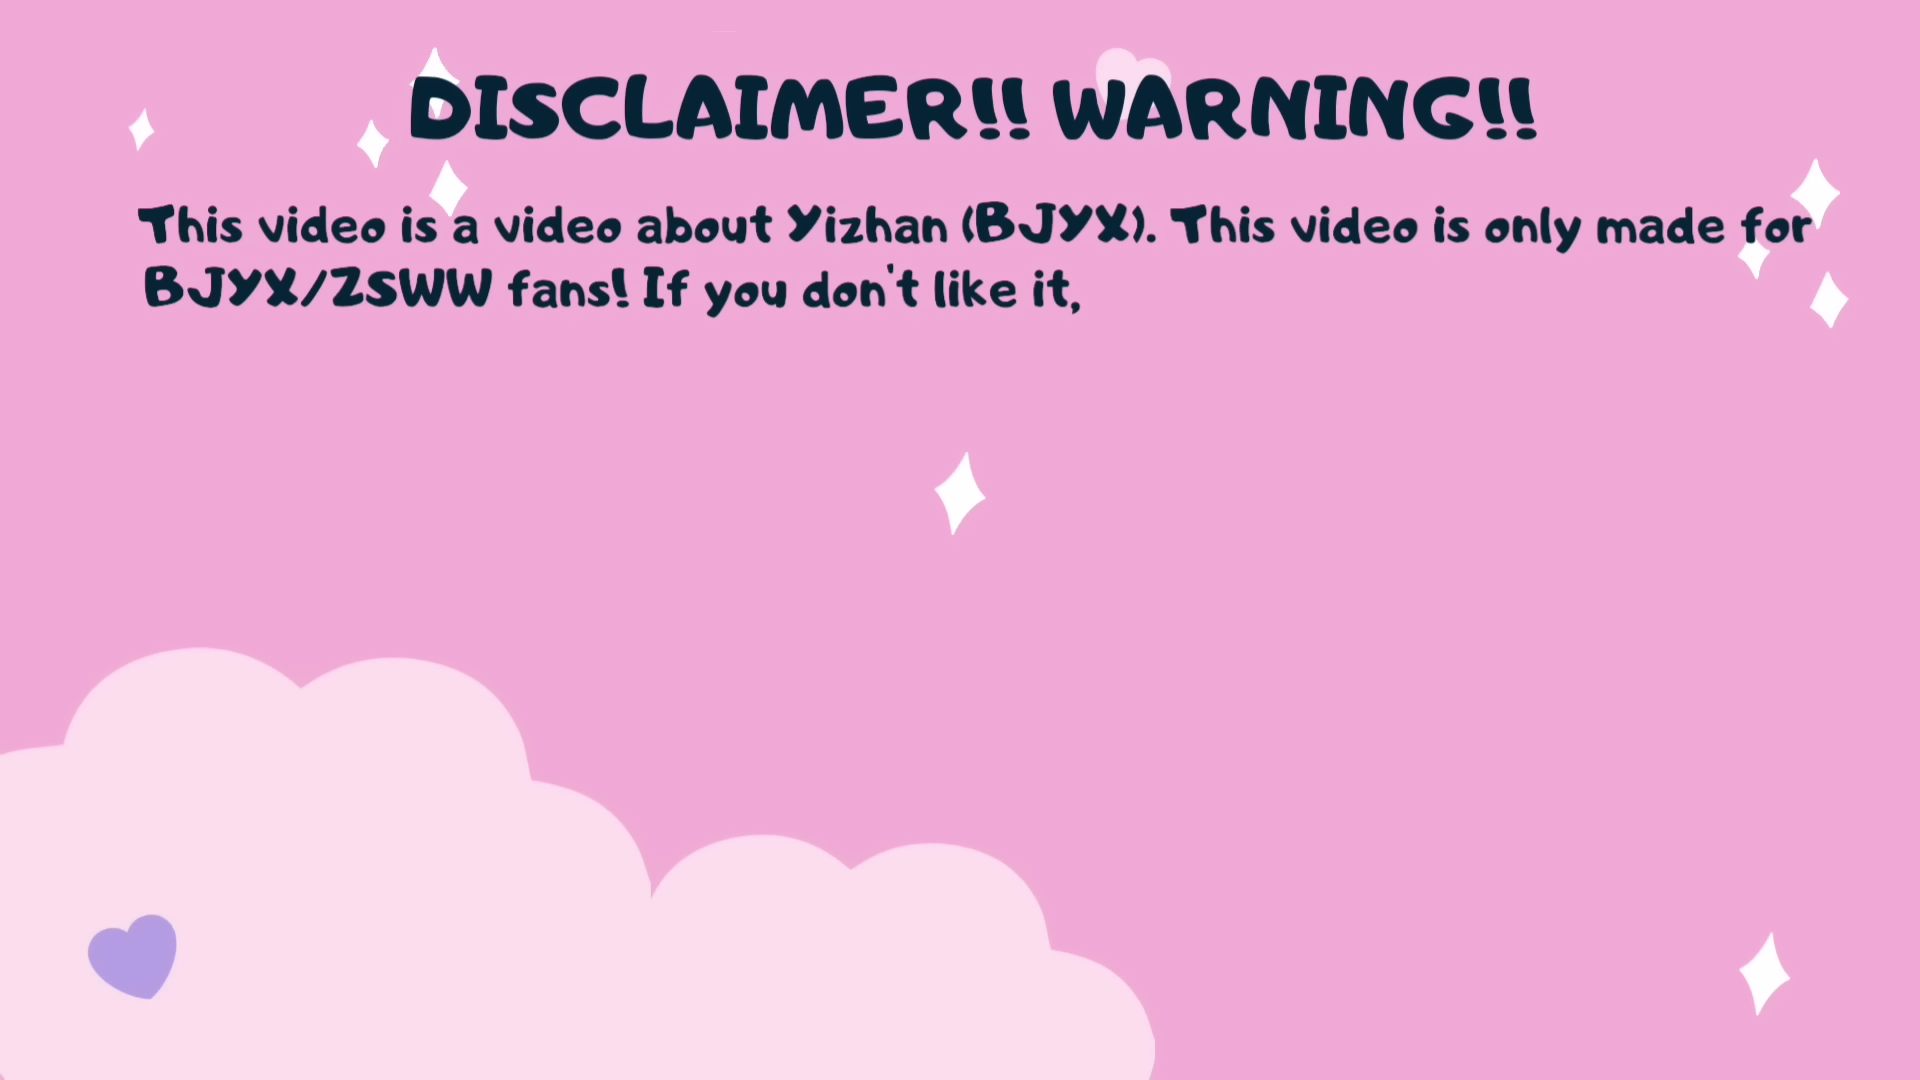 DISCLAIMER!! WARNING!!
This video is a video about Yizhan (BJYX). This video is only made for
BJYX/ZSWW fans! If you don't like it,